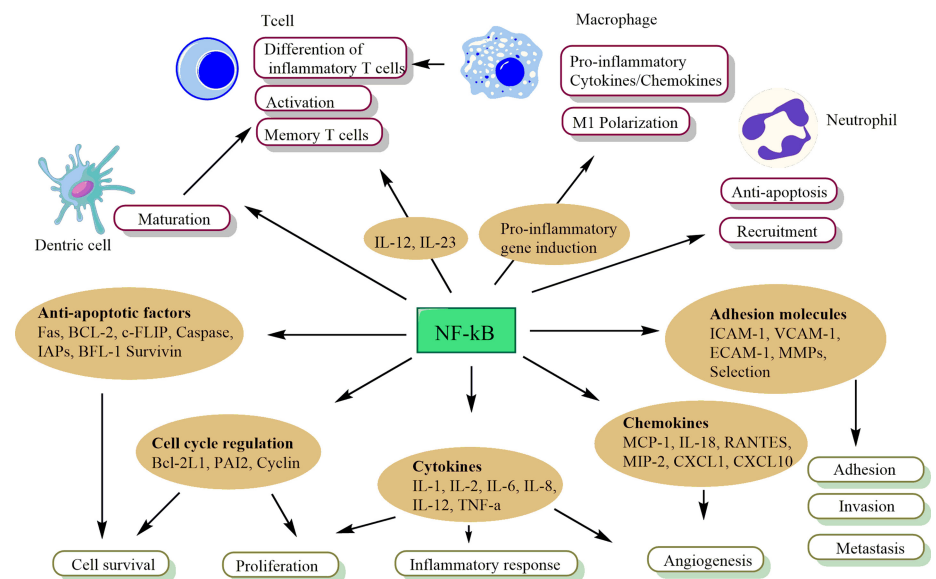 Tcell
Differention of
inflammatory T cells
Activation
Memory T cells
Macrophage
Pro-inflammatory
Cytokines/Chemokines
M1 Polarization
Neutrophil
Anti-apoptosis
Recruitment
Dentric cell
Maturation
IL-12, IL-23
Pro-inflammatory
gene induction
NF-kB
Anti-apoptotic factors
Fas, BCL-2, c-FLIP, Caspase,
IAPs, BFL-1 Survivin
Adhesion molecules
ICAM-1, VCAM-1,
ECAM-1, MMPs,
Selection
Cell cycle regulation
Bcl-2L1, PAI2, Cyclin
Cytokines
IL-1, IL-2, IL-6, IL-8,
IL-12, TNF-a
Chemokines
MCP-1, IL-18, RANTES,
MIP-2, CXCL1, CXCL10
Adhesion
Invasion
Metastasis
Cell survival
Proliferation
Inflammatory response
Angiogenesis